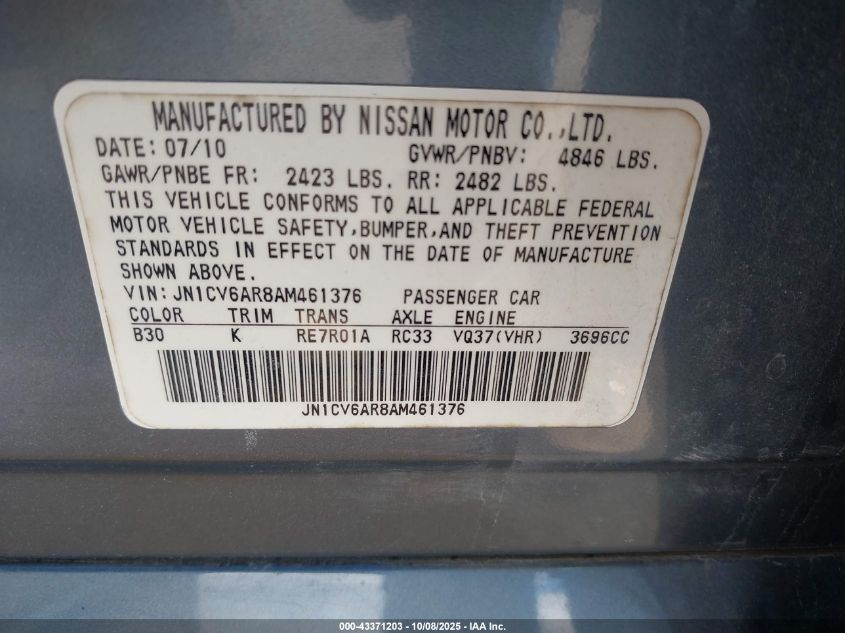 MANUFACTURED BY NISSAN MOTOR CO.,LTD.
DATE: 07/10 GVWR/PNBV: 4846 LBS.
GAWR/PNBE FR: 2423 LBS. RR: 2482 LBS.
THIS VEHICLE CONFORMS TO ALL APPLICABLE FEDERAL
MOTOR VEHICLE SAFETY,BUMPER,AND THEFT PREVENTION
STANDARDS IN EFFECT ON THE DATE OF MANUFACTURE
SHOWN ABOVE.
VIN: JN1CV6AR8AM461376 PASSENGER CAR
COLOR TRIM TRANS AXLE ENGINE
B30 K RE7R01A RC33 VQ37(VHR) 3696CC
JN1CV6AR8AM461376
000-43371203 - 10/08/2025 - IAA Inc.